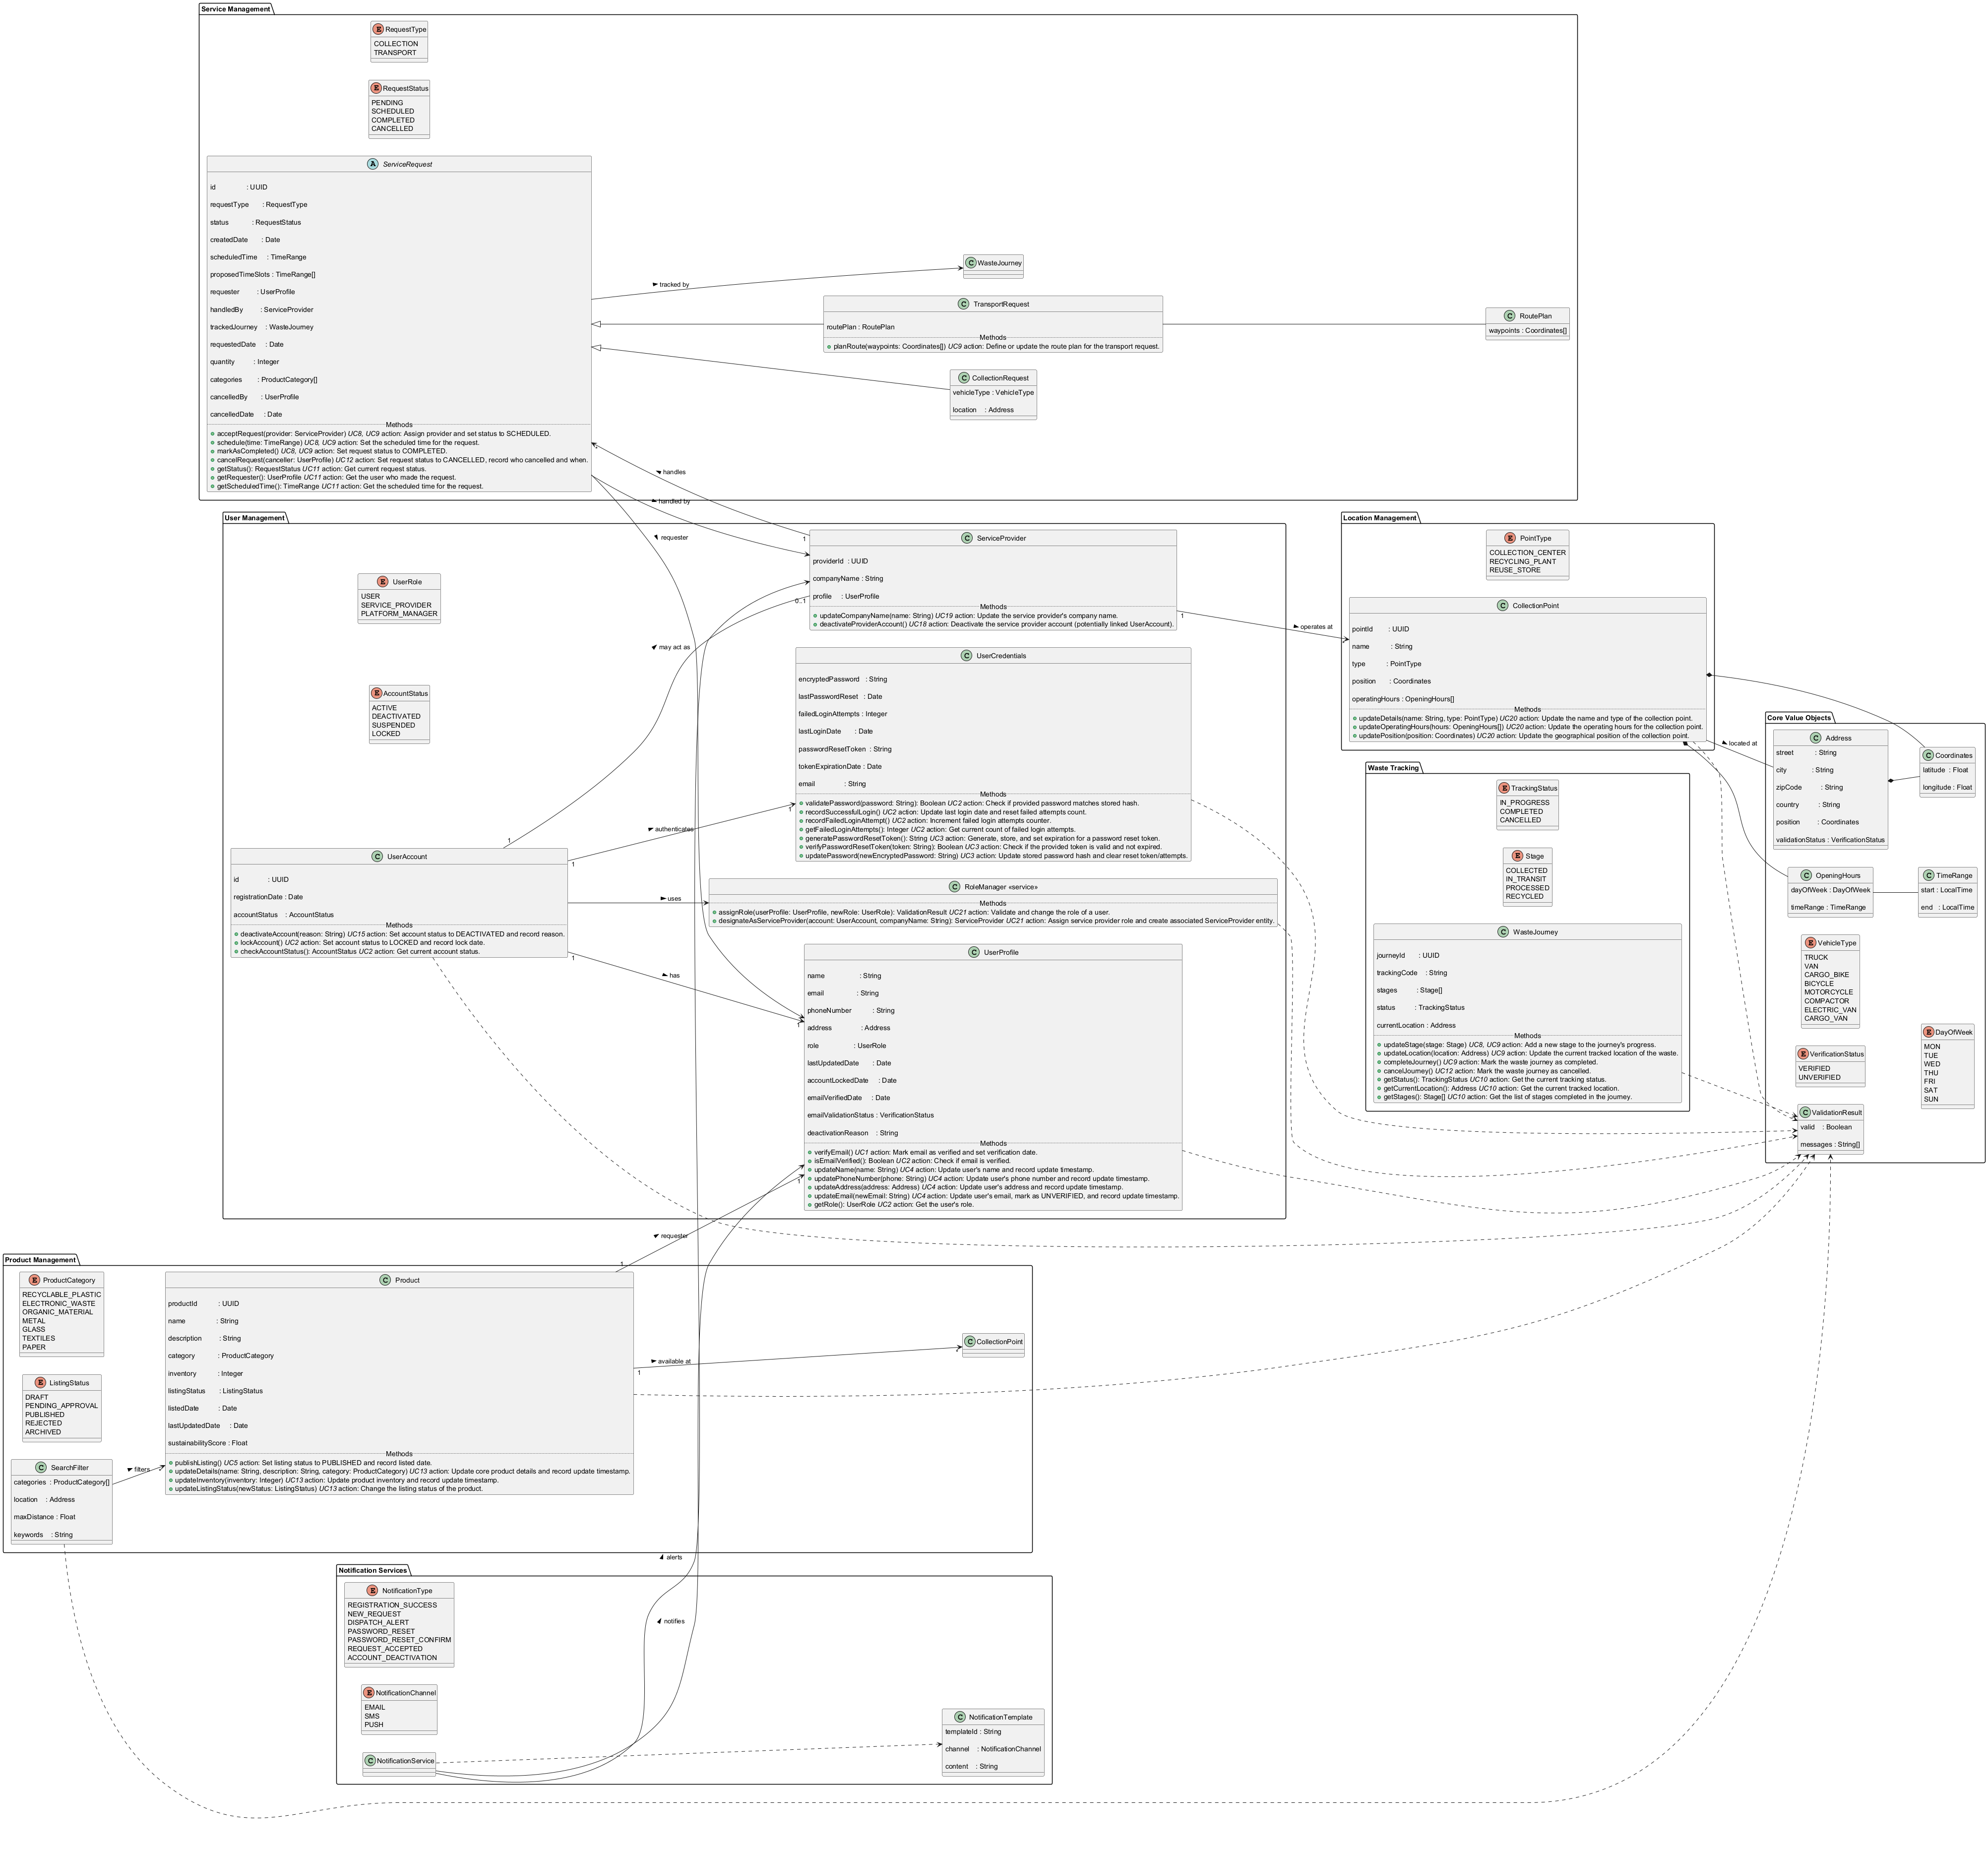 Service Management
RequestType
COLLECTION
TRANSPORT
RequestStatus
PENDING
SCHEDULED
COMPLETED
CANCELLED
ServiceRequest
id : UUID
requestType : RequestType
status : RequestStatus
createdDate : Date
scheduledTime : TimeRange
proposedTimeSlots : TimeRange[]
requester : UserProfile
handledBy : ServiceProvider
trackedJourney : WasteJourney
requestedDate : Date
quantity : Integer
categories : ProductCategory[]
cancelledBy : UserProfile
cancelledDate : Date
Methods
acceptRequest(provider: ServiceProvider) UC8, UC9 action: Assign provider and set status to SCHEDULED.
schedule(time: TimeRange) UC8, UC9 action: Set the scheduled time for the request.
markAsCompleted() UC8, UC9 action: Set request status to COMPLETED.
cancelRequest(canceller: UserProfile) UC12 action: Set request status to CANCELLED, record who cancelled and when.
getStatus(): RequestStatus UC11 action: Get current request status.
getRequester(): UserProfile UC11 action: Get the user who made the request.
getScheduledTime(): TimeRange UC11 action: Get the scheduled time for the request.
tracked by
WasteJourney
TransportRequest
routePlan : RoutePlan
Methods
planRoute(waypoints: Coordinates[]) UC9 action: Define or update the route plan for the transport request.
RoutePlan
waypoints : Coordinates[]
CollectionRequest
vehicleType : VehicleType
location : Address
*
handles
handled by
requester
User Management
UserRole
USER
SERVICE_PROVIDER
PLATFORM_MANAGER
AccountStatus
ACTIVE
DEACTIVATED
SUSPENDED
LOCKED
1
0..1
may act as
ServiceProvider
providerId : UUID
companyName : String
profile : UserProfile
Methods
updateCompanyName(name: String) UC19 action: Update the service provider's company name.
deactivateProviderAccount() UC18 action: Deactivate the service provider account (potentially linked UserAccount).
1
operates at
*
UserCredentials
encryptedPassword : String
lastPasswordReset : Date
failedLoginAttempts : Integer
lastLoginDate : Date
passwordResetToken : String
tokenExpirationDate : Date
email : String
Methods
validatePassword(password: String): Boolean UC2 action: Check if provided password matches stored hash.
recordSuccessfulLogin() UC2 action: Update last login date and reset failed attempts count.
recordFailedLoginAttempt() UC2 action: Increment failed login attempts counter.
getFailedLoginAttempts(): Integer UC2 action: Get current count of failed login attempts.
generatePasswordResetToken(): String UC3 action: Generate, store, and set expiration for a password reset token.
verifyPasswordResetToken(token: String): Boolean UC3 action: Check if the provided token is valid and not expired.
updatePassword(newEncryptedPassword: String) UC3 action: Update stored password hash and clear reset token/attempts.
1
authenticates
1
UserAccount
id : UUID
registrationDate : Date
accountStatus : AccountStatus
Methods
deactivateAccount(reason: String) UC15 action: Set account status to DEACTIVATED and record reason.
lockAccount() UC2 action: Set account status to LOCKED and record lock date.
checkAccountStatus(): AccountStatus UC2 action: Get current account status.
1
uses
1
has
RoleManager «service»
Methods
assignRole(userProfile: UserProfile, newRole: UserRole): ValidationResult UC21 action: Validate and change the role of a user.
designateAsServiceProvider(account: UserAccount, companyName: String): ServiceProvider UC21 action: Assign service provider role and create associated ServiceProvider entity.
UserProfile
name : String
email : String
phoneNumber : String
address : Address
role : UserRole
lastUpdatedDate : Date
accountLockedDate : Date
emailVerifiedDate : Date
emailValidationStatus : VerificationStatus
deactivationReason : String
Methods
verifyEmail() UC1 action: Mark email as verified and set verification date.
isEmailVerified(): Boolean UC2 action: Check if email is verified.
updateName(name: String) UC4 action: Update user's name and record update timestamp.
updatePhoneNumber(phone: String) UC4 action: Update user's phone number and record update timestamp.
updateAddress(address: Address) UC4 action: Update user's address and record update timestamp.
updateEmail(newEmail: String) UC4 action: Update user's email, mark as UNVERIFIED, and record update timestamp.
getRole(): UserRole UC2 action: Get the user's role.
1
1
requester
1
Location Management
PointType
COLLECTION_CENTER
RECYCLING_PLANT
REUSE_STORE
CollectionPoint
pointId : UUID
name : String
type : PointType
position : Coordinates
operatingHours : OpeningHours[]
Methods
updateDetails(name: String, type: PointType) UC20 action: Update the name and type of the collection point.
updateOperatingHours(hours: OpeningHours[]) UC20 action: Update the operating hours for the collection point.
updatePosition(position: Coordinates) UC20 action: Update the geographical position of the collection point.
located at
Waste Tracking
TrackingStatus
IN_PROGRESS
COMPLETED
CANCELLED
Stage
COLLECTED
IN_TRANSIT
PROCESSED
RECYCLED
WasteJourney
journeyId : UUID
trackingCode : String
stages : Stage[]
status : TrackingStatus
currentLocation : Address
Methods
updateStage(stage: Stage) UC8, UC9 action: Add a new stage to the journey's progress.
updateLocation(location: Address) UC9 action: Update the current tracked location of the waste.
completeJourney() UC9 action: Mark the waste journey as completed.
cancelJourney() UC12 action: Mark the waste journey as cancelled.
getStatus(): TrackingStatus UC10 action: Get the current tracking status.
getCurrentLocation(): Address UC10 action: Get the current tracked location.
getStages(): Stage[] UC10 action: Get the list of stages completed in the journey.
Core Value Objects
Address
street : String
city : String
zipCode : String
country : String
position : Coordinates
validationStatus : VerificationStatus
Coordinates
latitude : Float
longitude : Float
OpeningHours
dayOfWeek : DayOfWeek
timeRange : TimeRange
TimeRange
start : LocalTime
end : LocalTime
VehicleType
TRUCK
VAN
CARGO_BIKE
BICYCLE
MOTORCYCLE
COMPACTOR
ELECTRIC_VAN
CARGO_VAN
DayOfWeek
MON
TUE
WED
THU
FRI
SAT
SUN
VerificationStatus
VERIFIED
UNVERIFIED
ValidationResult
valid : Boolean
messages : String[]
Product Management
ProductCategory
RECYCLABLE_PLASTIC
ELECTRONIC_WASTE
ORGANIC_MATERIAL
METAL
GLASS
TEXTILES
PAPER
ListingStatus
DRAFT
PENDING_APPROVAL
PUBLISHED
REJECTED
ARCHIVED
SearchFilter
categories : ProductCategory[]
location : Address
maxDistance : Float
keywords : String
filters
*
Product
productId : UUID
name : String
description : String
category : ProductCategory
inventory : Integer
listingStatus : ListingStatus
listedDate : Date
lastUpdatedDate : Date
sustainabilityScore : Float
Methods
publishListing() UC5 action: Set listing status to PUBLISHED and record listed date.
updateDetails(name: String, description: String, category: ProductCategory) UC13 action: Update core product details and record update timestamp.
updateInventory(inventory: Integer) UC13 action: Update product inventory and record update timestamp.
updateListingStatus(newStatus: ListingStatus) UC13 action: Change the listing status of the product.
1
available at
*
CollectionPoint
alerts
Notification Services
NotificationType
REGISTRATION_SUCCESS
NEW_REQUEST
DISPATCH_ALERT
PASSWORD_RESET
PASSWORD_RESET_CONFIRM
REQUEST_ACCEPTED
ACCOUNT_DEACTIVATION
notifies
NotificationChannel
EMAIL
SMS
PUSH
NotificationService
NotificationTemplate
templateId : String
channel : NotificationChannel
content : String